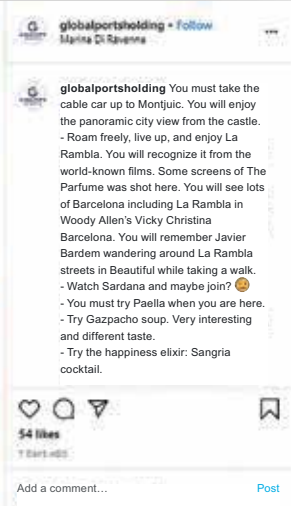 globalportsholding • Follow
Marina Di Ravenna
globalportsholding You must take the
cable car up to Montjuic. You will enjoy
the panoramic city view from the castle.
- Roam freely, live up, and enjoy La
Rambla. You will recognize it from the
world-known films. Some screens of The
Parfume was shot here. You will see lots
of Barcelona including La Rambla in
Woody Allen's Vicky Christina
Barcelona. You will remember Javier
Bardem wandering around La Rambla
streets in Beautiful while taking a walk.
- Watch Sardana and maybe join?
- You must try Paella when you are here.
- Try Gazpacho soup. Very interesting
and different taste.
- Try the happiness elixir: Sangria
cocktail.
54 likes
Add a comment…
Post